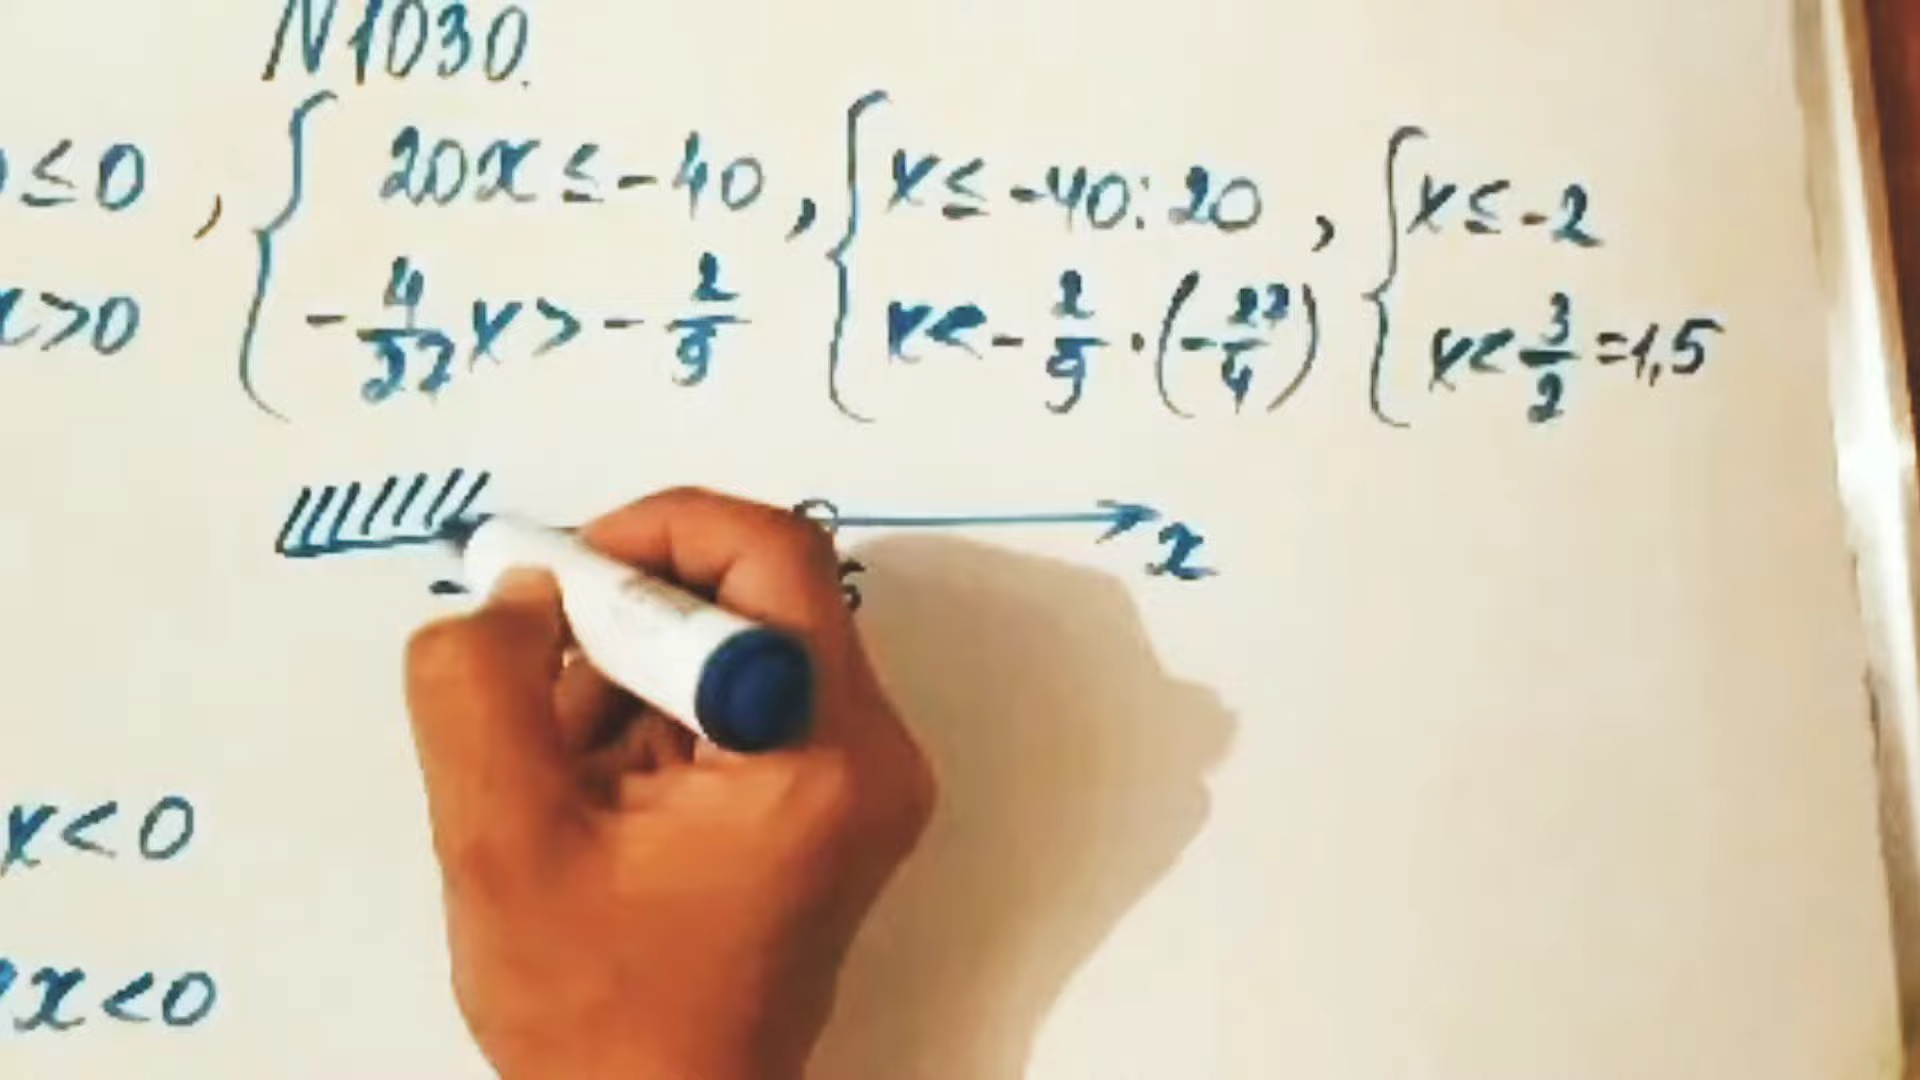 N1030.
≤0, { 20x≤-40, { x≤-40:20, { x≤-2
x>0 -4/27x>-2/9 x<-2/9·(-27/4) x<3/2=1,5
x
-
x<0
x<0